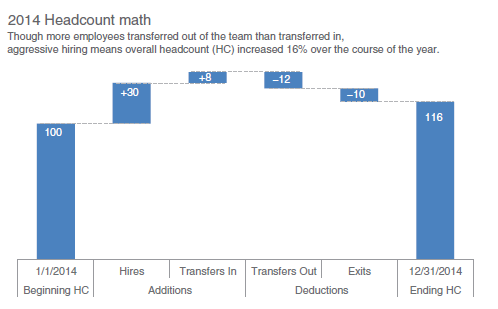 2014 Headcount math
Though more employees transferred out of the team than transferred in,
aggressive hiring means overall headcount (HC) increased 16% over the course of the year.
100
+30
+8
−12
−10
116
1/1/2014 Hires Transfers In Transfers Out Exits 12/31/2014
Beginning HC Additions Deductions Ending HC